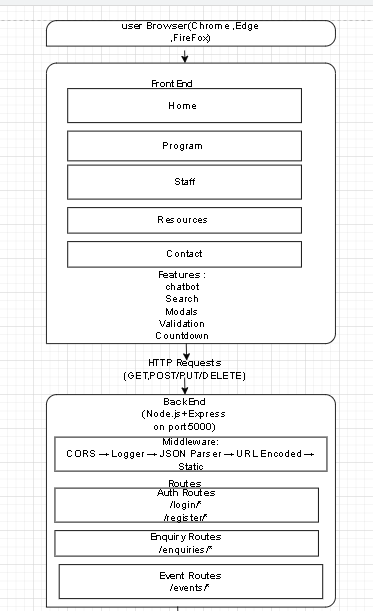 user Browser(Chrome ,Edge
,FireFox)
FrontEnd
Home
Program
Staff
Resources
Contact
Features :
chatbot
Search
Modals
Validation
Countdown
HTTP Requests
(GET,POST/PUT/DELETE)
BackEnd
(Node.js+Express
on port5000)
Middleware:
CORS → Logger → JSON Parser → URL Encoded →
Static
Routes
Auth Routes
/login/*
/register/*
Enquiry Routes
/enquiries/*
Event Routes
/events/*